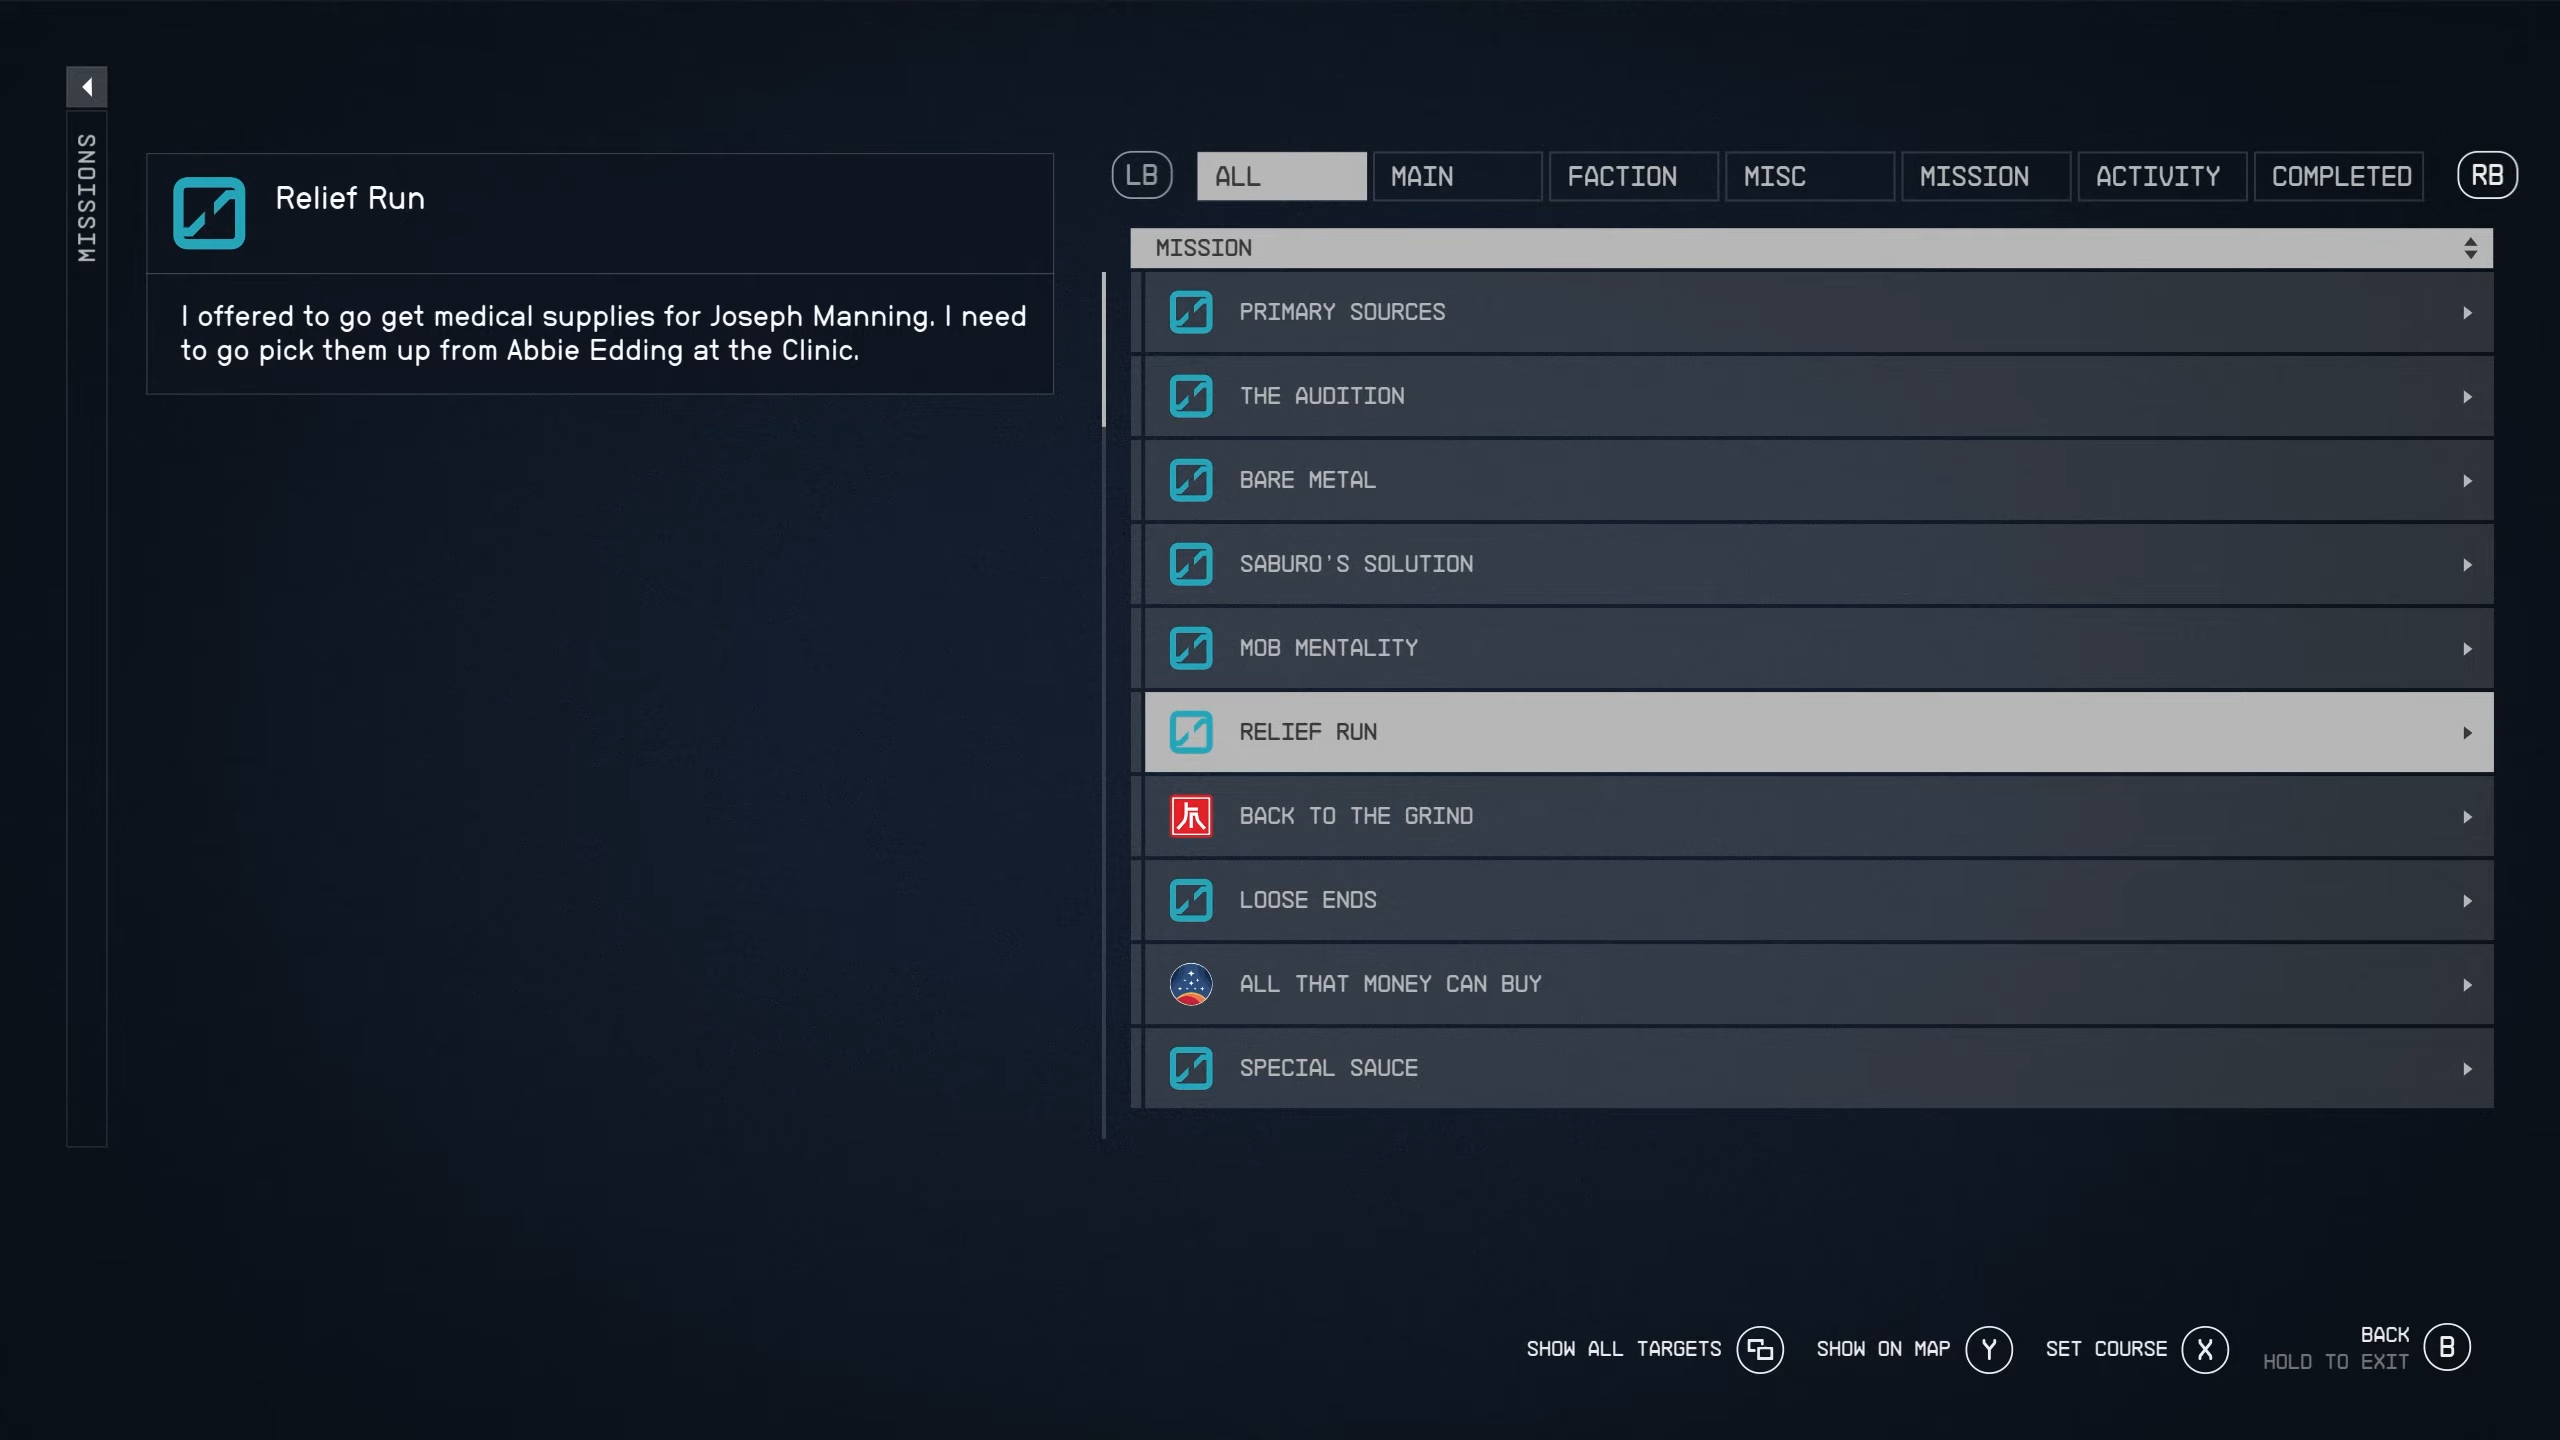 MISSIONS
Relief Run
I offered to go get medical supplies for Joseph Manning. I need
to go pick them up from Abbie Edding at the Clinic.
LB ALL MAIN FACTION MISC MISSION ACTIVITY COMPLETED RB
MISSION
PRIMARY SOURCES
THE AUDITION
BARE METAL
SABURO'S SOLUTION
MOB MENTALITY
RELIEF RUN
BACK TO THE GRIND
LOOSE ENDS
ALL THAT MONEY CAN BUY
SPECIAL SAUCE
SHOW ALL TARGETS SHOW ON MAP Y SET COURSE X BACK B
HOLD TO EXIT